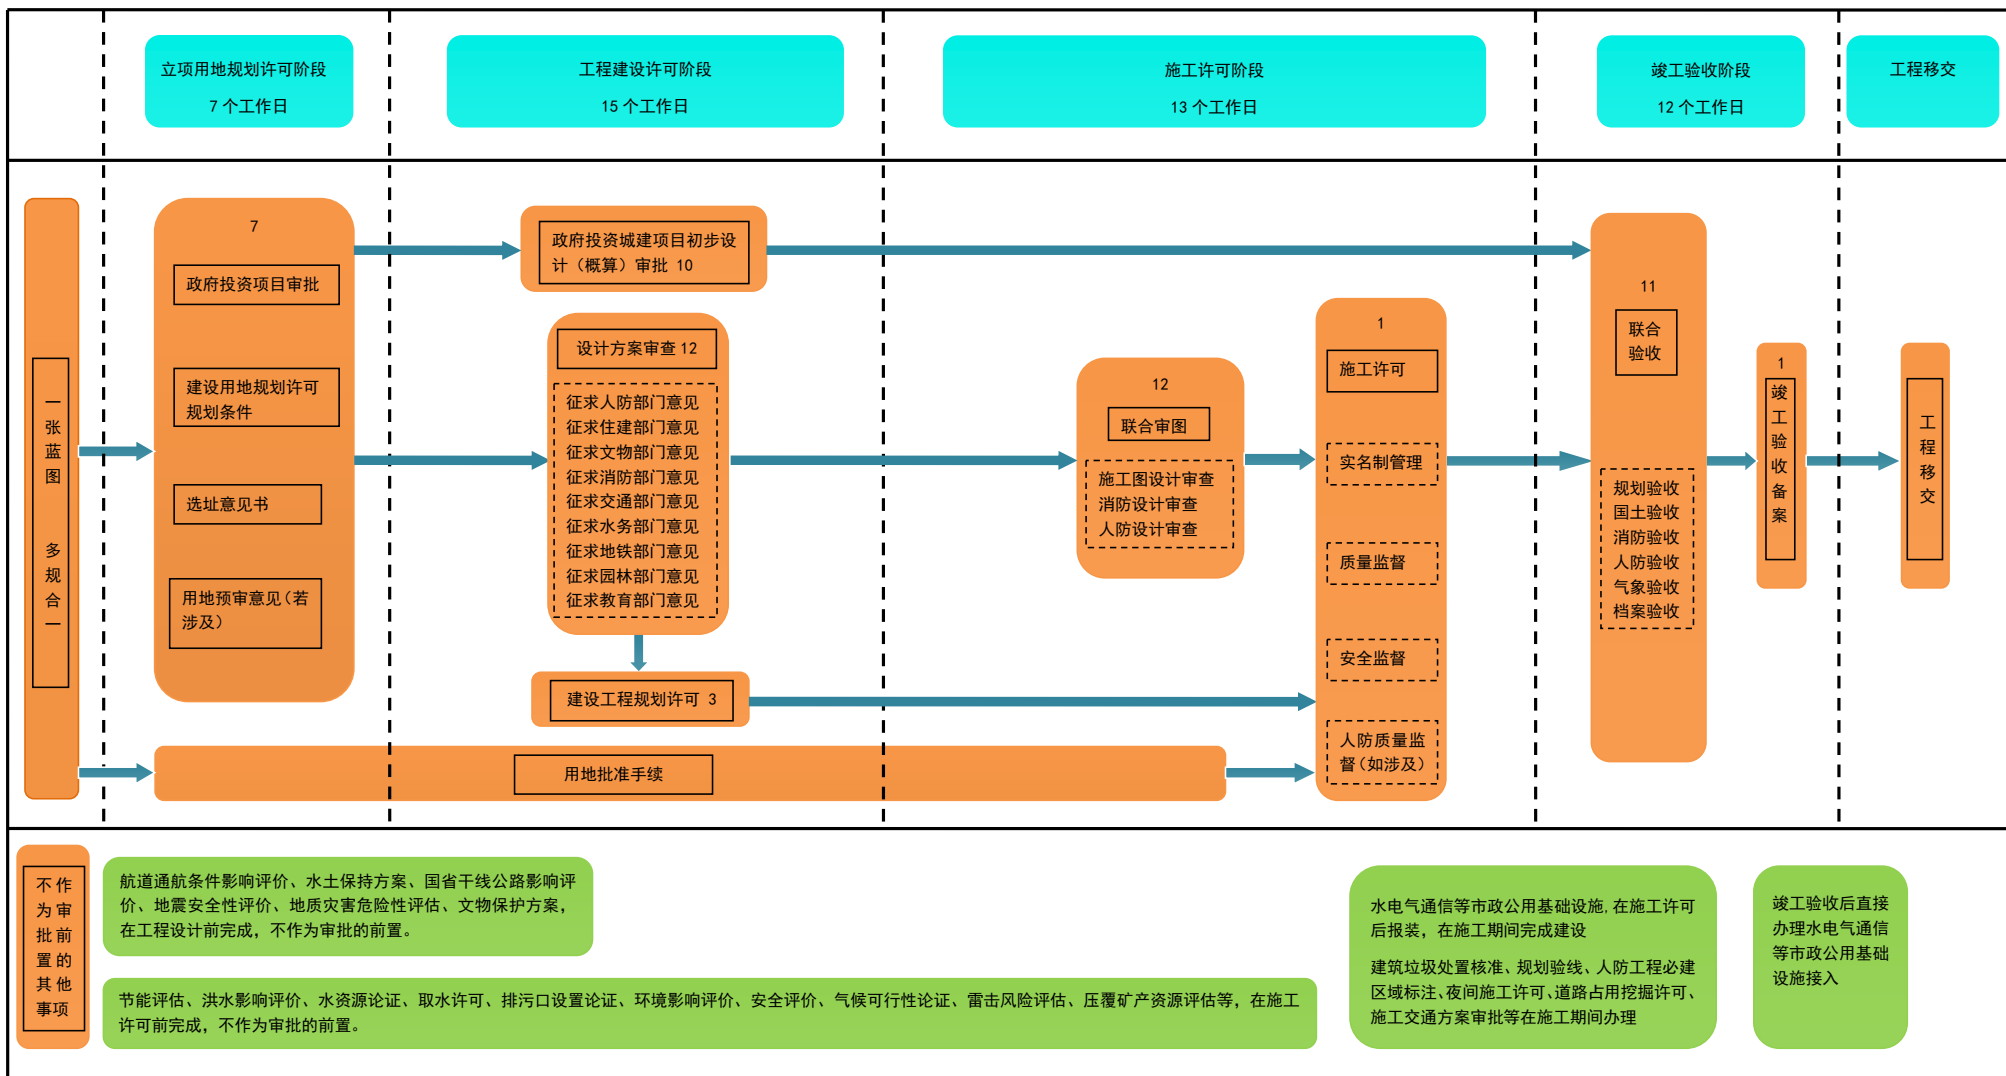 立项用地规划许可阶段
7 个工作日
工程建设许可阶段
15 个工作日
施工许可阶段
13 个工作日
竣工验收阶段
12 个工作日
工程移交
一张蓝图 多规合一
7
政府投资项目审批
建设用地规划许可
规划条件
选址意见书
用地预审意见（若
涉及）
政府投资城建项目初步设
计（概算）审批 10
设计方案审查 12
征求人防部门意见
征求住建部门意见
征求文物部门意见
征求消防部门意见
征求交通部门意见
征求水务部门意见
征求地铁部门意见
征求园林部门意见
征求教育部门意见
建设工程规划许可 3
用地批准手续
12
联合审图
施工图设计审查
消防设计审查
人防设计审查
1
施工许可
实名制管理
质量监督
安全监督
人防质量监
督（如涉及）
11
联合
验收
规划验收
国土验收
消防验收
人防验收
气象验收
档案验收
1
竣工验收备案
工程移交
不作
为审
批前
置的
其他
事项
航道通航条件影响评价、水土保持方案、国省干线公路影响评
价、地震安全性评价、地质灾害危险性评估、文物保护方案，
在工程设计前完成，不作为审批的前置。
节能评估、洪水影响评价、水资源论证、取水许可、排污口设置论证、环境影响评价、安全评价、气候可行性论证、雷击风险评估、压覆矿产资源评估等，在施工
许可前完成，不作为审批的前置。
水电气通信等市政公用基础设施,在施工许可
后报装，在施工期间完成建设
建筑垃圾处置核准、规划验线、人防工程必建
区域标注、夜间施工许可、道路占用挖掘许可、
施工交通方案审批等在施工期间办理
竣工验收后直接
办理水电气通信
等市政公用基础
设施接入